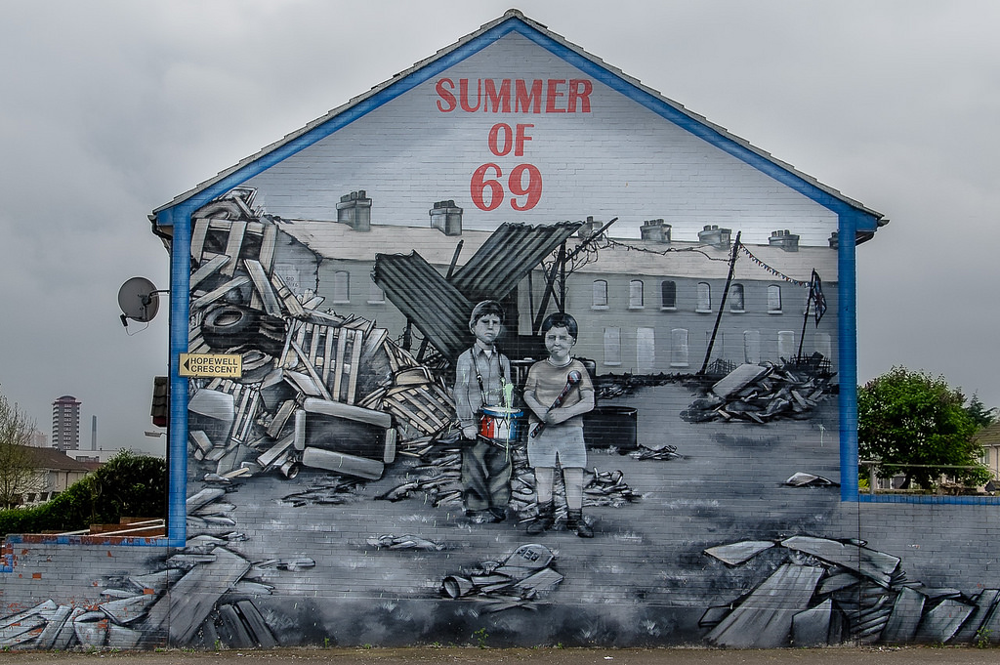 SUMMER
OF
69
HOPEWELL
CRESCENT